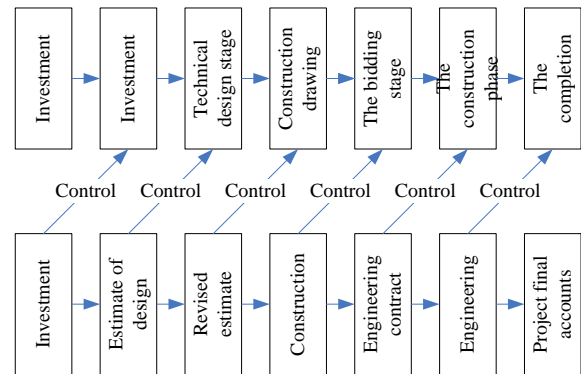 Investment
Investment
Technical
design stage
Construction
drawing
The bidding
stage
The
construction
phase
The
completion
Control
Control
Control
Control
Control
Control
Investment
Estimate of
design
Revised
estimate
Construction
Engineering
contract
Engineering
Project final
accounts